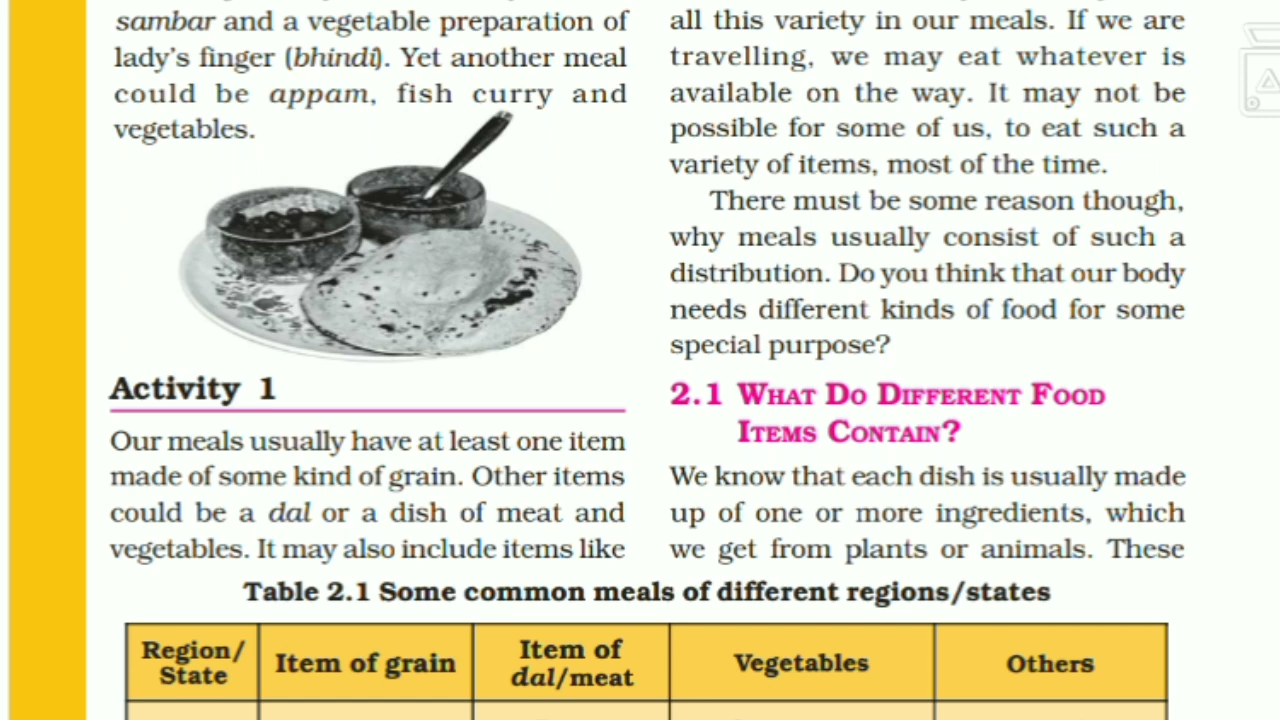 sambar and a vegetable preparation of
lady's finger (bhindi). Yet another meal
could be appam, fish curry and
vegetables.
Activity 1
Our meals usually have at least one item
made of some kind of grain. Other items
could be a dal or a dish of meat and
vegetables. It may also include items like
all this variety in our meals. If we are
travelling, we may eat whatever is
available on the way. It may not be
possible for some of us, to eat such a
variety of items, most of the time.
There must be some reason though,
why meals usually consist of such a
distribution. Do you think that our body
needs different kinds of food for some
special purpose?
2.1 What Do Different Food
Items Contain?
We know that each dish is usually made
up of one or more ingredients, which
we get from plants or animals. These
Table 2.1 Some common meals of different regions/states
Region/
State
Item of grain
Item of
dal/meat
Vegetables
Others